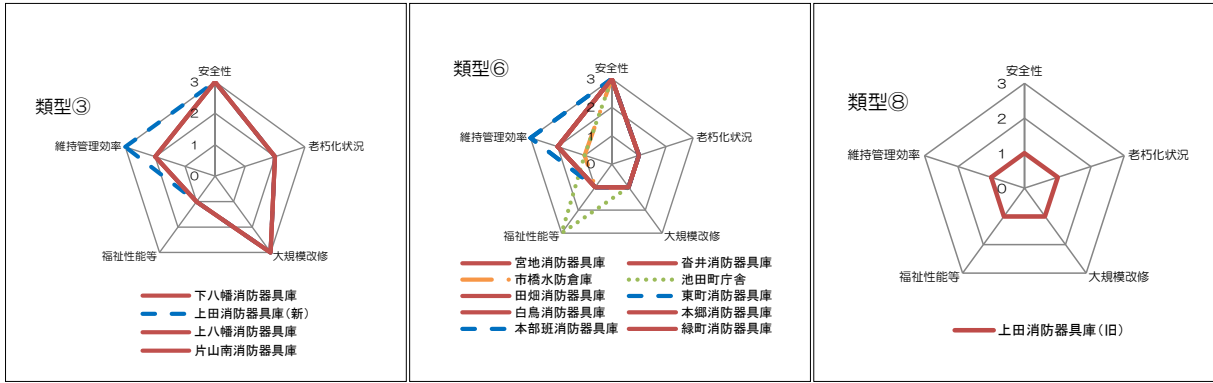 類型③
安全性
3
2
1
0
維持管理効率
老朽化状況
福祉性能等
大規模改修
下八幡消防器具庫
上田消防器具庫(新)
上八幡消防器具庫
片山南消防器具庫
類型⑥
安全性
3
2
1
0
維持管理効率
老朽化状況
福祉性能等
大規模改修
宮地消防器具庫 沓井消防器具庫
市橋水防倉庫 池田町庁舎
田畑消防器具庫 東町消防器具庫
白鳥消防器具庫 本郷消防器具庫
本部班消防器具庫 緑町消防器具庫
類型⑧
安全性
3
2
1
0
維持管理効率
老朽化状況
福祉性能等
大規模改修
上田消防器具庫(旧)